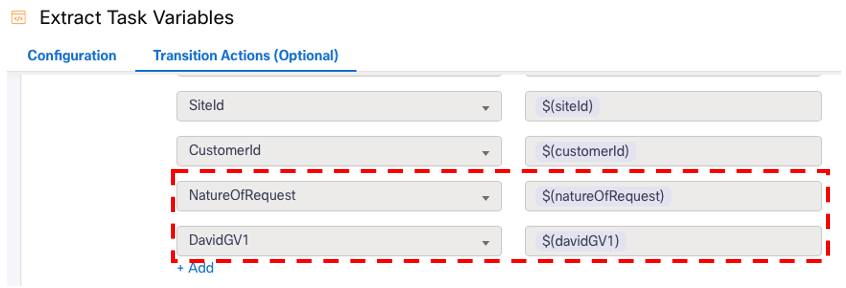 Extract Task Variables
Configuration Transition Actions (Optional)
SiteId $(siteId)
CustomerId $(customerId)
NatureOfRequest $(natureOfRequest)
DavidGV1 $(davidGV1)
+ Add